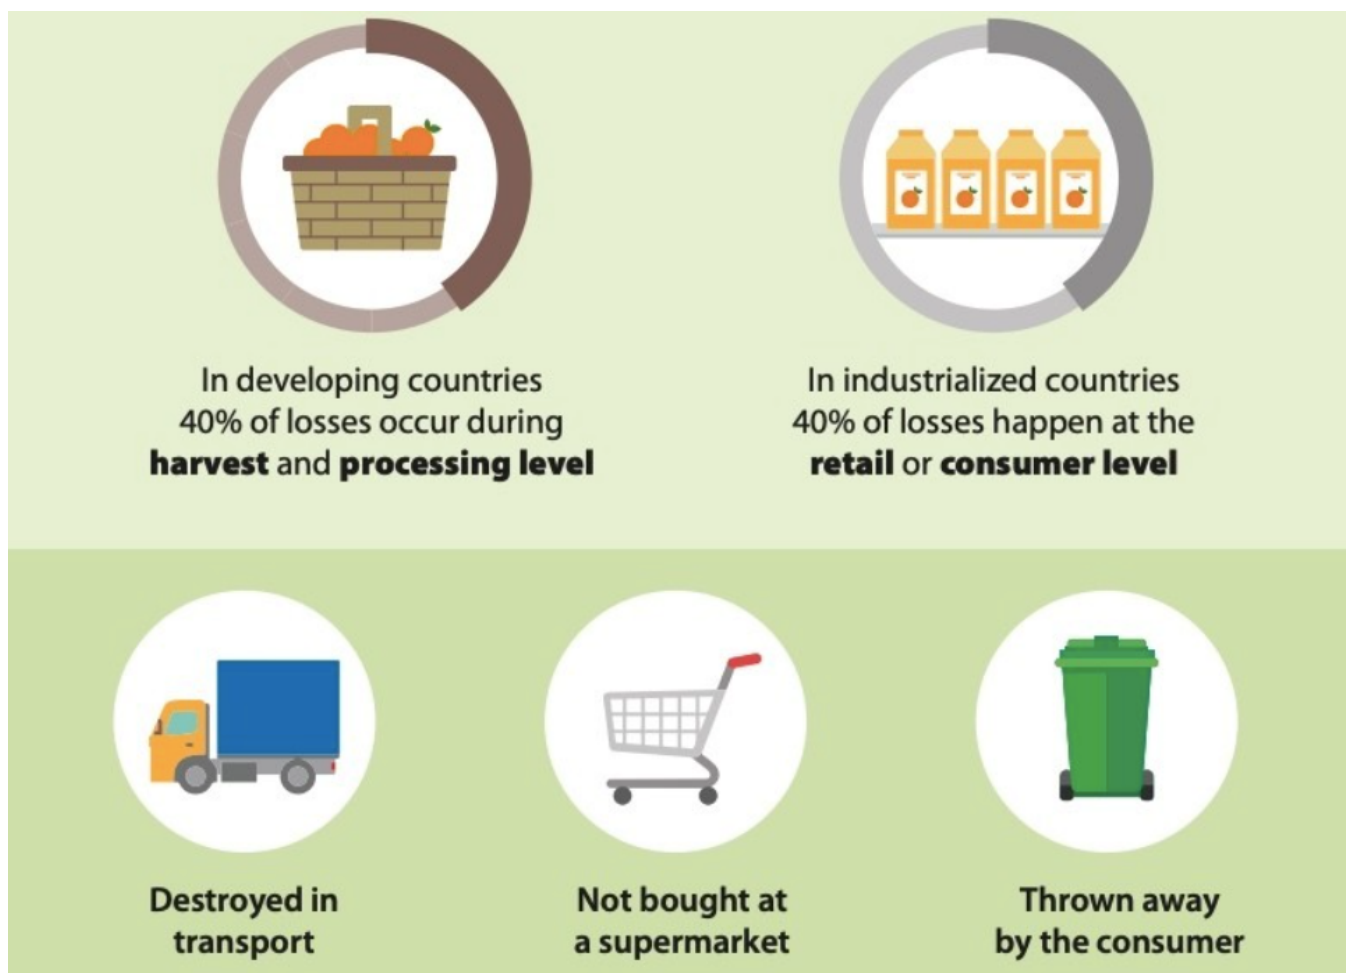 In developing countries
40% of losses occur during
harvest and processing level
In industrialized countries
40% of losses happen at the
retail or consumer level
Destroyed in
transport
Not bought at
a supermarket
Thrown away
by the consumer